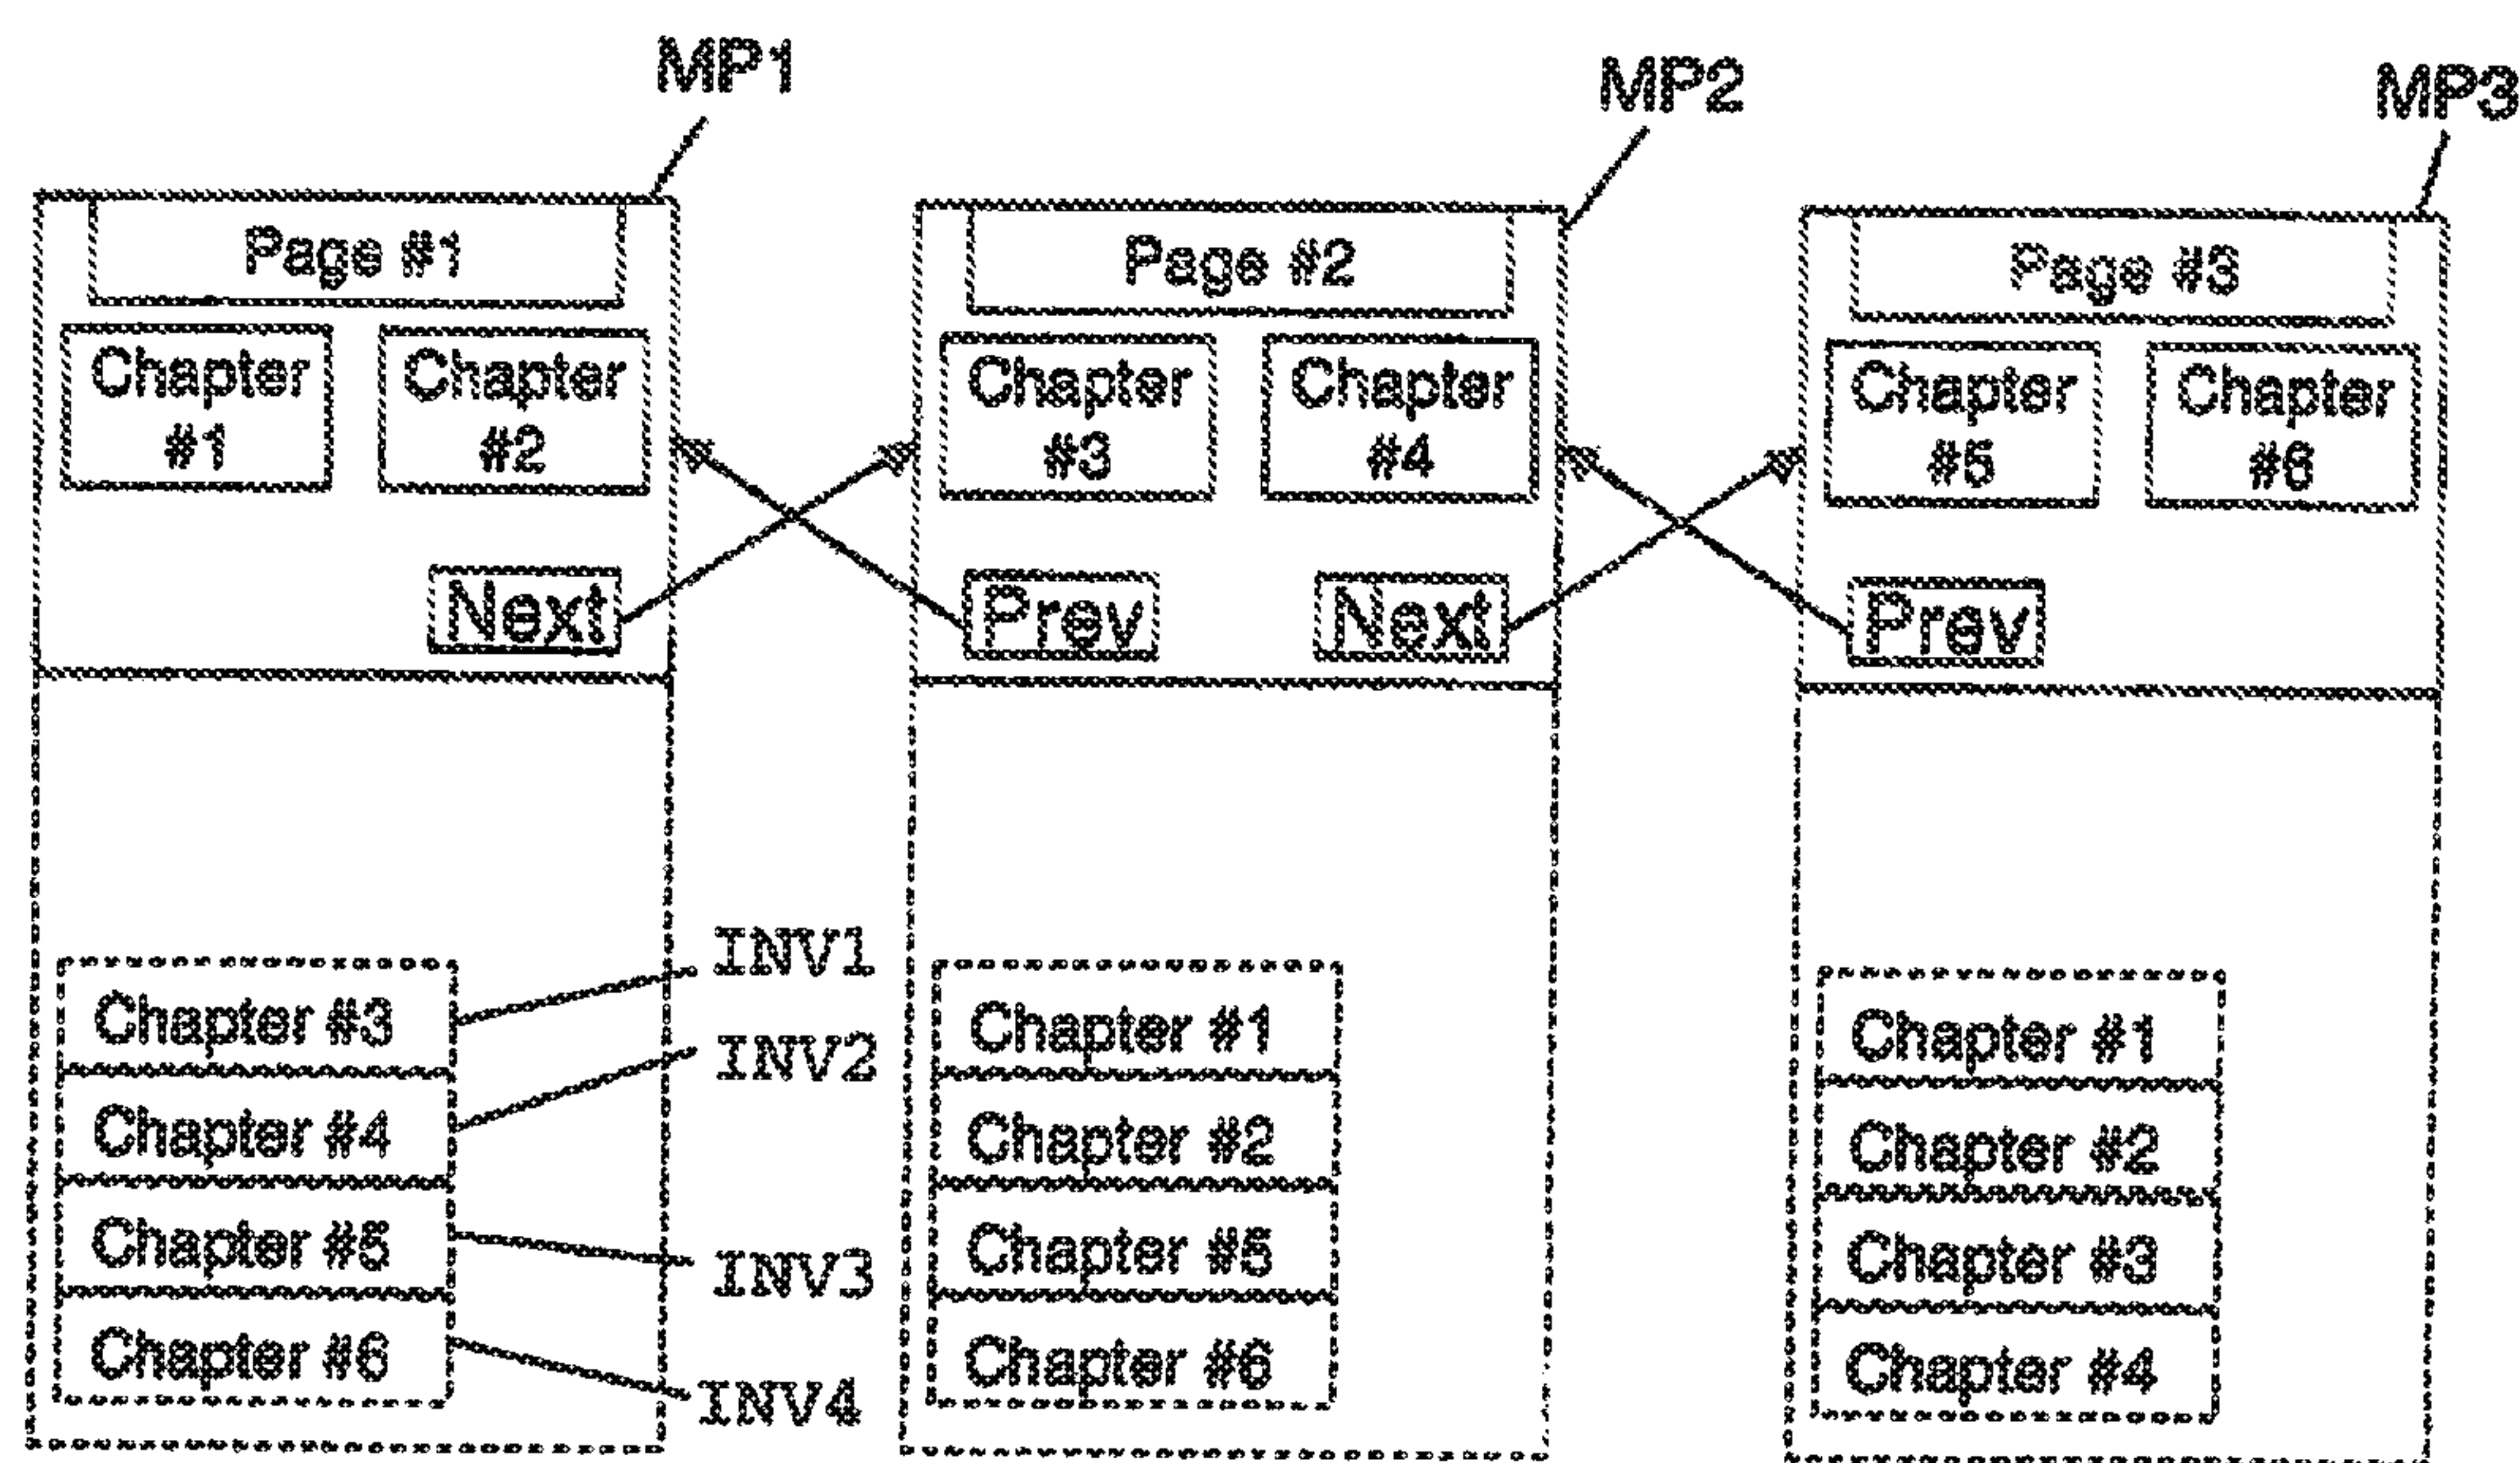 MP1
MP2
MP3
Page #1
Chapter
#1
Chapter
#2
Next
Page #2
Chapter
#3
Chapter
#4
Prev
Next
Page #3
Chapter
#5
Chapter
#6
Prev
Chapter #3
Chapter #4
Chapter #5
Chapter #6
INV1
INV2
INV3
INV4
Chapter #1
Chapter #2
Chapter #5
Chapter #6
Chapter #1
Chapter #2
Chapter #3
Chapter #4